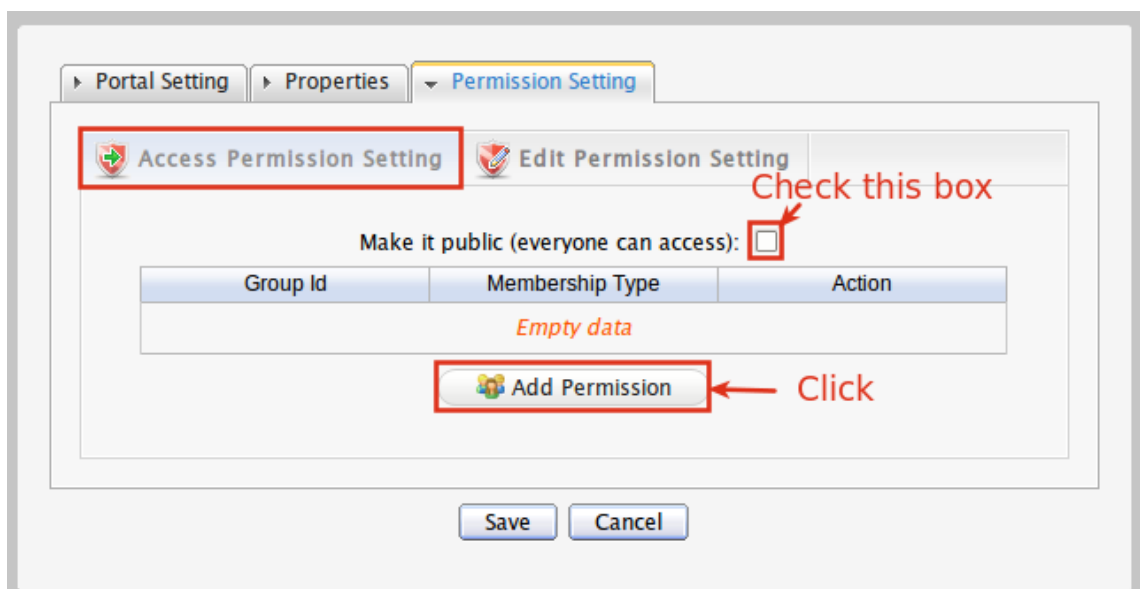 Portal Setting Properties Permission Setting
Access Permission Setting Edit Permission Setting
Check this box
Make it public (everyone can access):
Group Id Membership Type Action
Empty data
Add Permission Click
Save Cancel